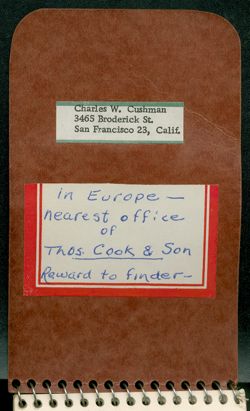 Charles W. Cushman
3465 Broderick St.
San Francisco 23, Calif.
in Europe —
nearest office
of
Thos. Cook & Son
Reward to finder —